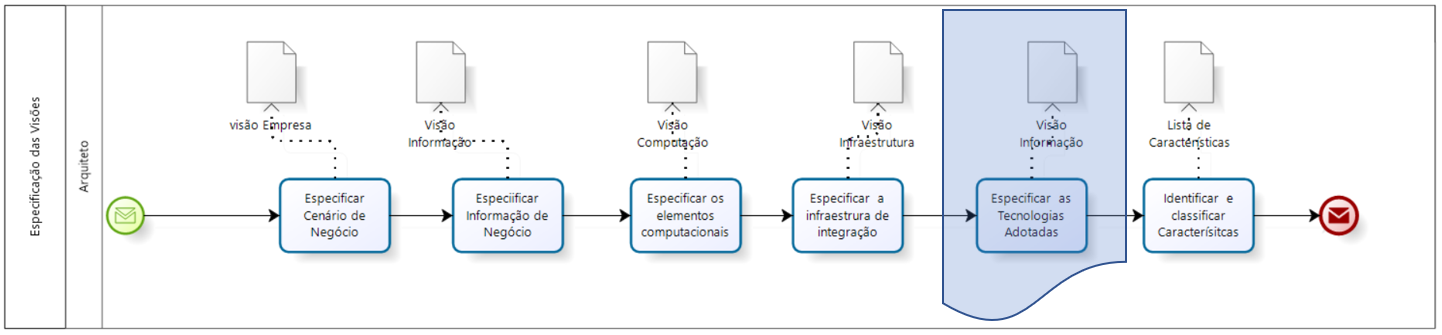 Especificação das Visões
Arquiteto
visão Empresa
Visão
Informação
Visão
Computação
Visão
Infraestrutura
Visão
Informação
Lista de
Características
Especificar
Cenário de
Negócio
Especiificar
Informação de
Negócio
Especificar os
elementos
computacionais
Especificar a
infraestrura de
integração
Especificar as
Tecnologias
Adotadas
Identificar e
classificar
Caracterísitcas